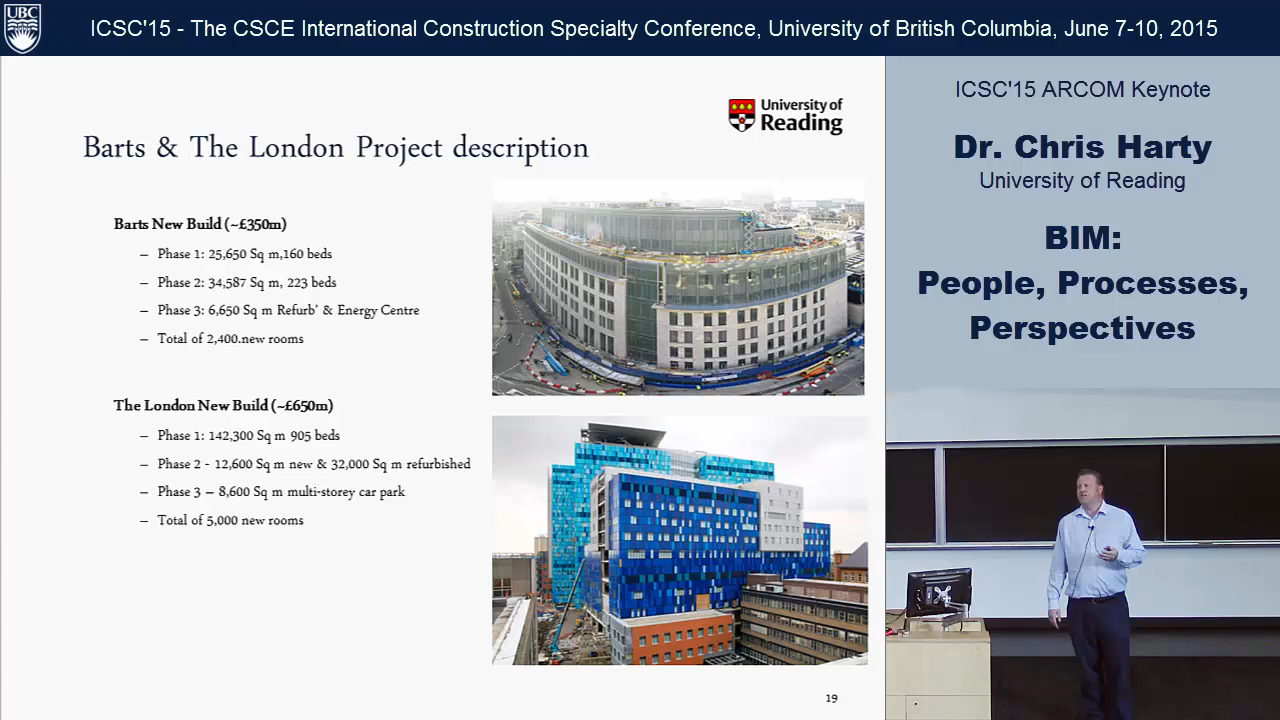 UBC
ICSC'15 - The CSCE International Construction Specialty Conference, University of British Columbia, June 7-10, 2015
University of
Reading
Barts & The London Project description
Barts New Build (~£350m)
– Phase 1: 25,650 Sq m,160 beds
– Phase 2: 34,587 Sq m, 223 beds
– Phase 3: 6,650 Sq m Refurb' & Energy Centre
– Total of 2,400.new rooms
The London New Build (~£650m)
– Phase 1: 142,300 Sq m 905 beds
– Phase 2 - 12,600 Sq m new & 32,000 Sq m refurbished
– Phase 3 – 8,600 Sq m multi-storey car park
– Total of 5,000 new rooms
19
ICSC'15 ARCOM Keynote
Dr. Chris Harty
University of Reading
BIM:
People, Processes,
Perspectives